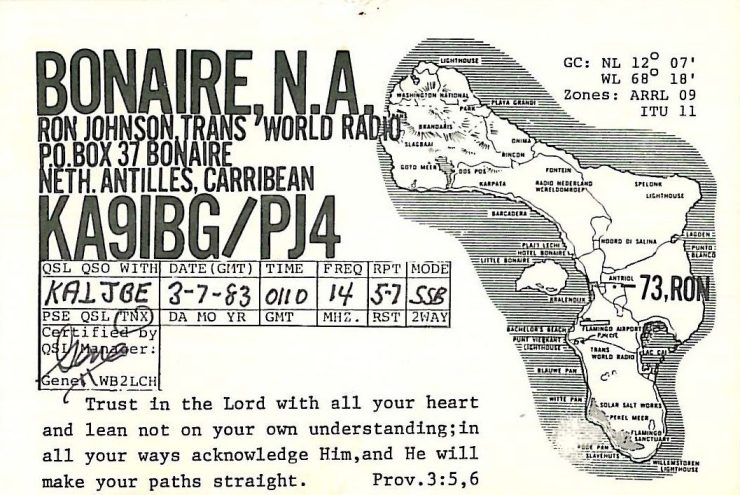 BONAIRE, N.A.
RON JOHNSON, TRANS WORLD RADIO
P.O. BOX 37 BONAIRE
NETH. ANTILLES, CARRIBEAN
KA9IBG/PJ4
QSL QSO WITH DATE(GMT) TIME FREQ RPT MODE
KA1JBE 3-7-83 0110 14 5-7 SSB
PSE QSL (TNX) DA MO YR GMT MHZ. RST 2WAY
Certified by
QSL Manager:
Gene WB2LCH
Trust in the Lord with all your heart
and lean not on your own understanding;in
all your ways acknowledge Him,and He will
make your paths straight. Prov.3:5,6
GC: NL 12° 07'
WL 68° 18'
Zones: ARRL 09
ITU 11
LIGHTHOUSE
WASHINGTON NATIONAL
PARK
PLAYA GRANDI
BRANDARIS
SLAGBAAI
DHIMA
RINCON
GOTO MEER
DOS POS
FONTEIN
KARPATA
RADIO NEDERLAND
WERELDOMROEP
SPELONK
LIGHTHOUSE
BARCADERA
NOORD DI SALINA
LAGOEN
PUNTO
BLANCO
PLAJI LECHI
HOTEL BONAIRE
LITTLE BONAIRE
ANTRIOL
73, RON
KRALENDIJK
BACHELOR'S BEACH
FLAMINGO AIRPORT
PUNT VIERKANT
LIGHTHOUSE
TRANS
WORLD RADIO
LAC CAI
BLAUWE PAN
WITTE PAN
SOLAR SALT WORKS
PEKEL MEER
FLAMINGO
SANCTUARY
RODE PAN
SLAVEHUTS
WILLEMSTOREN
LIGHTHOUSE